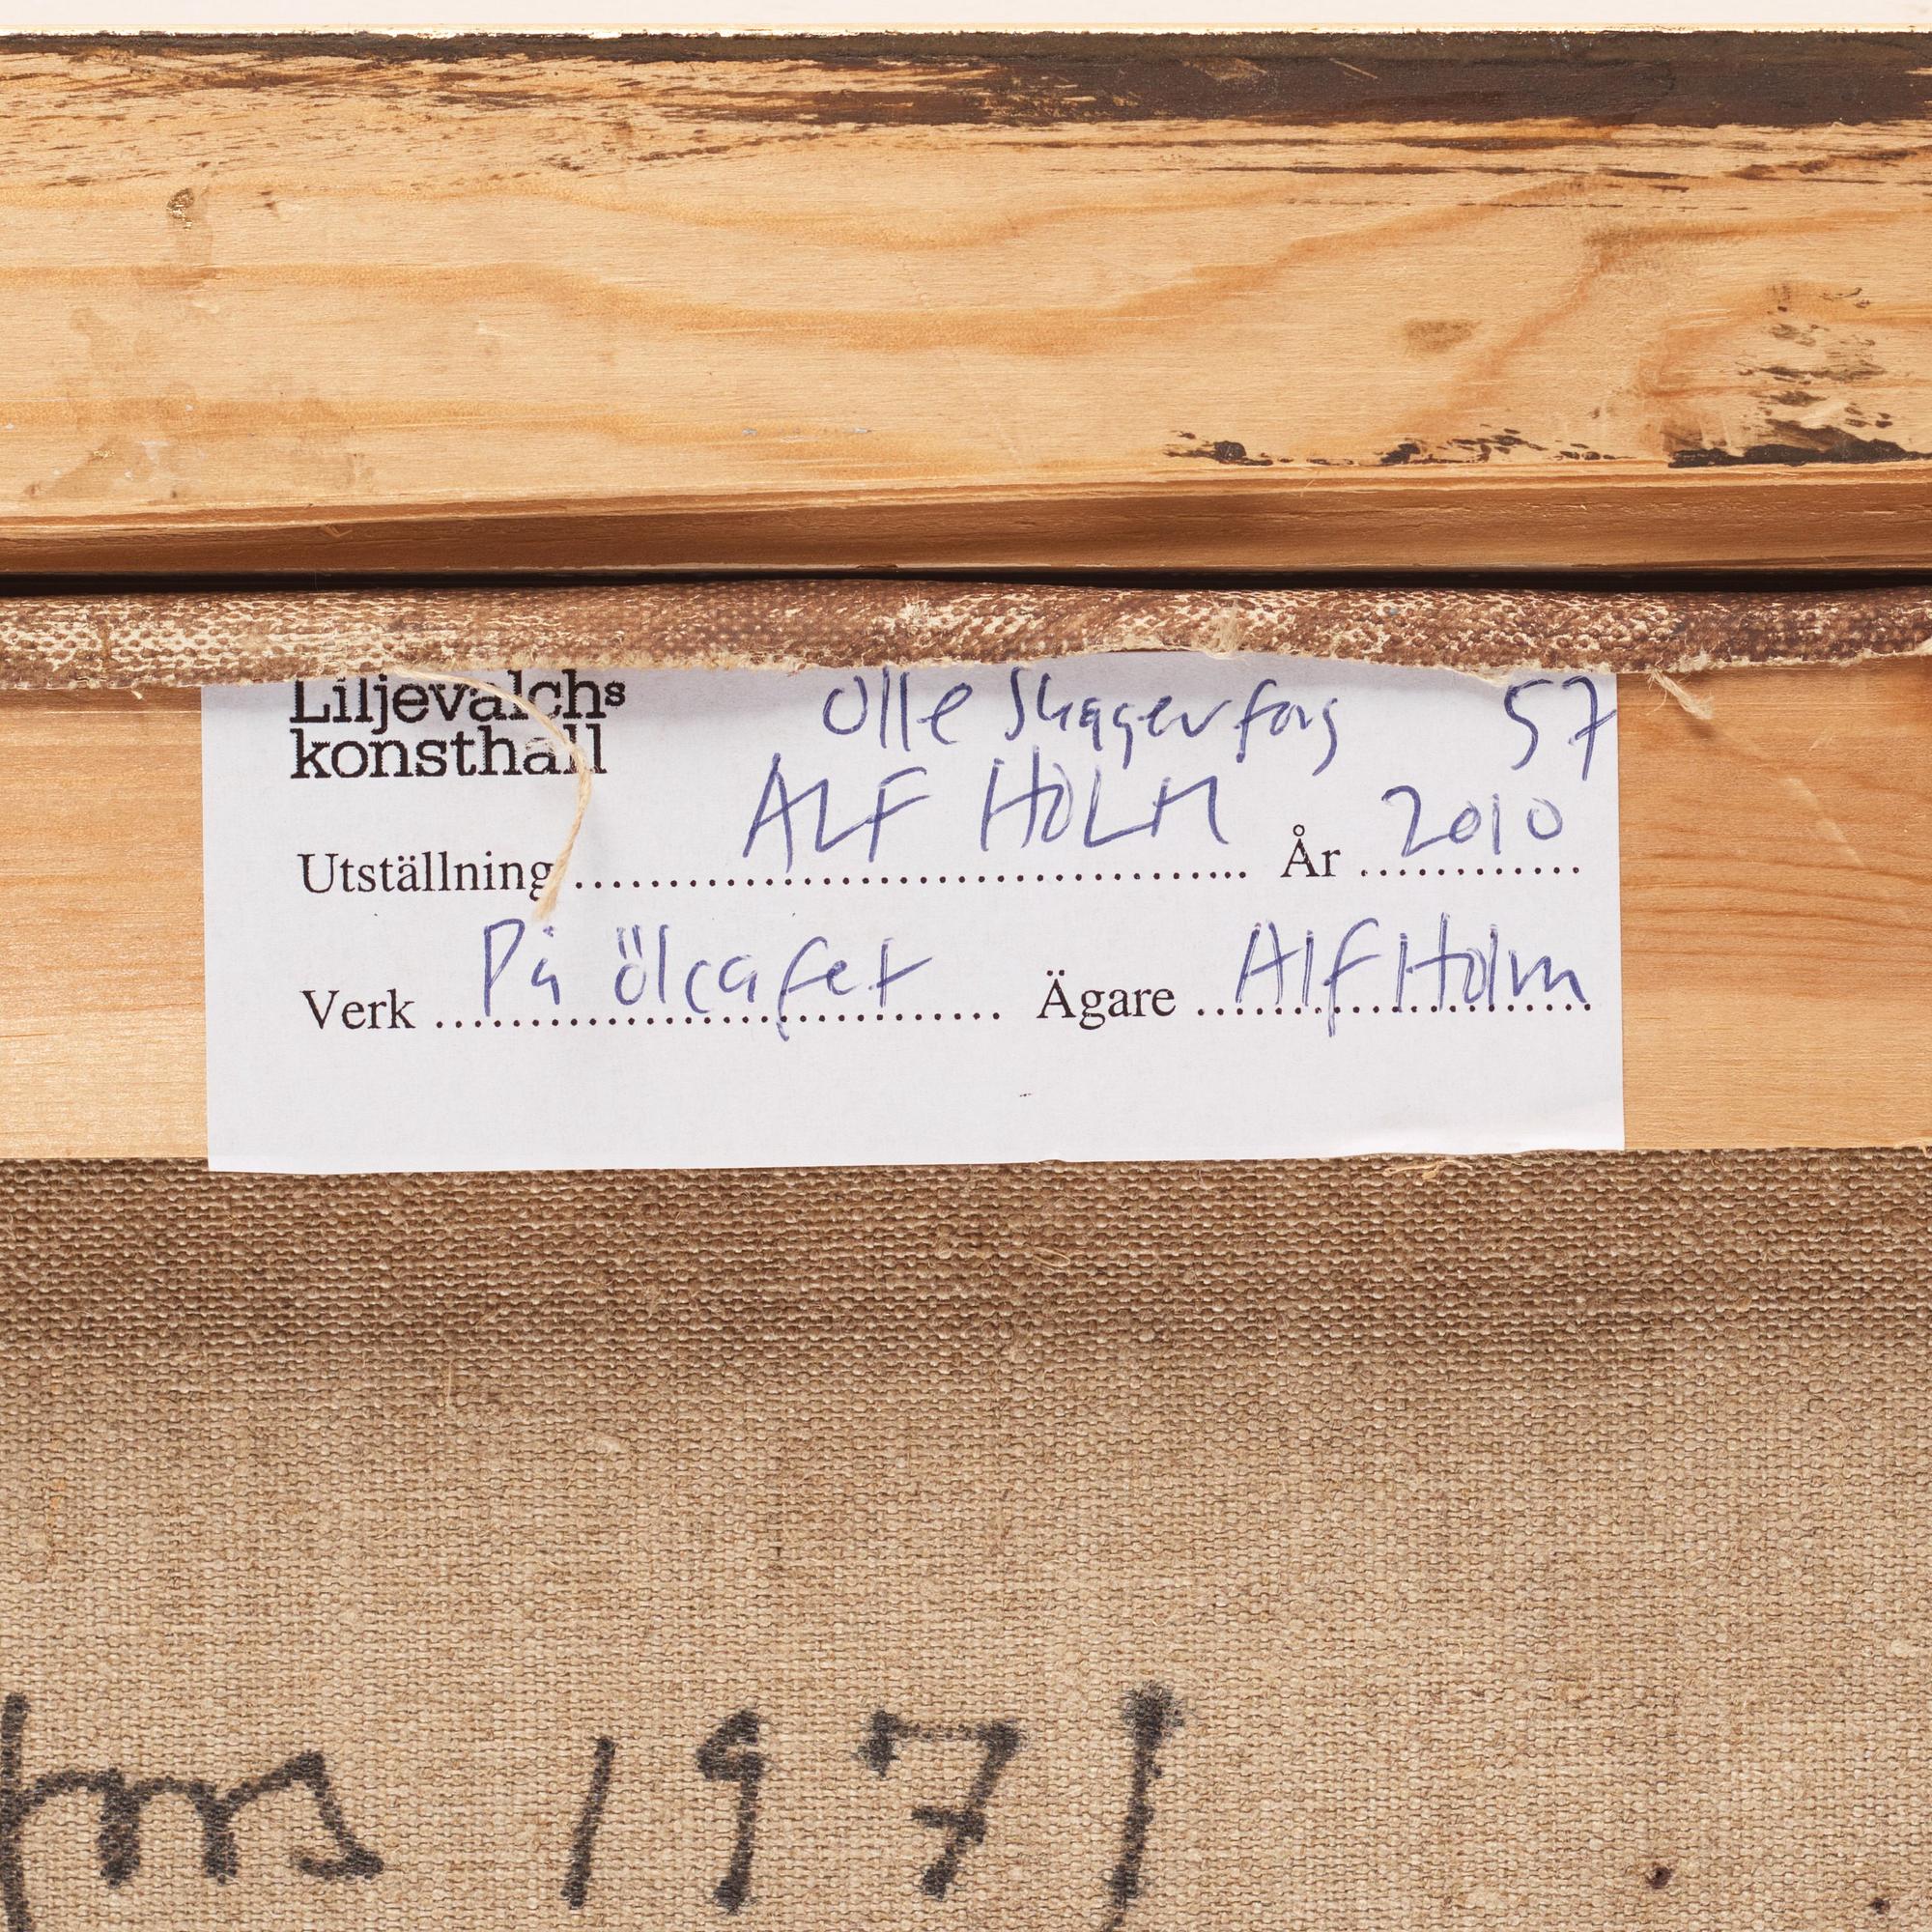 Liljevalchs Olle Skagerfors 57
konsthall
ALF HOLM
Utställning År 2010
Verk På ölcafet Ägare Alf Holm
1971